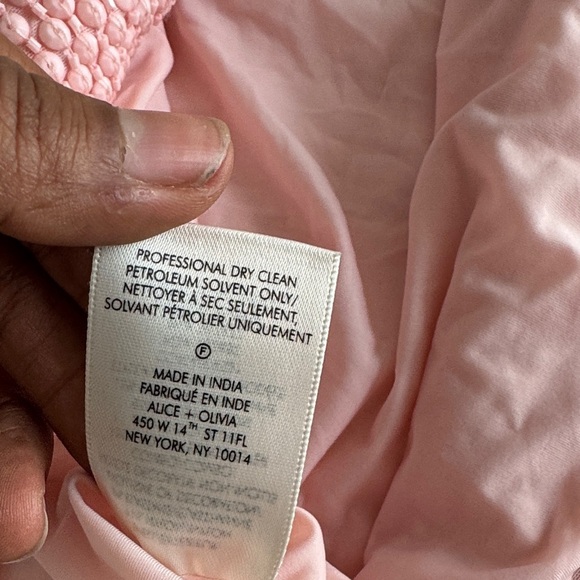 PROFESSIONAL DRY CLEAN
PETROLEUM SOLVENT ONLY/
NETTOYER À SEC SEULEMENT,
SOLVANT PÉTROLIER UNIQUEMENT
Ⓕ
MADE IN INDIA
FABRIQUÉ EN INDE
ALICE + OLIVIA
450 W 14TH ST 11FL
NEW YORK, NY 10014